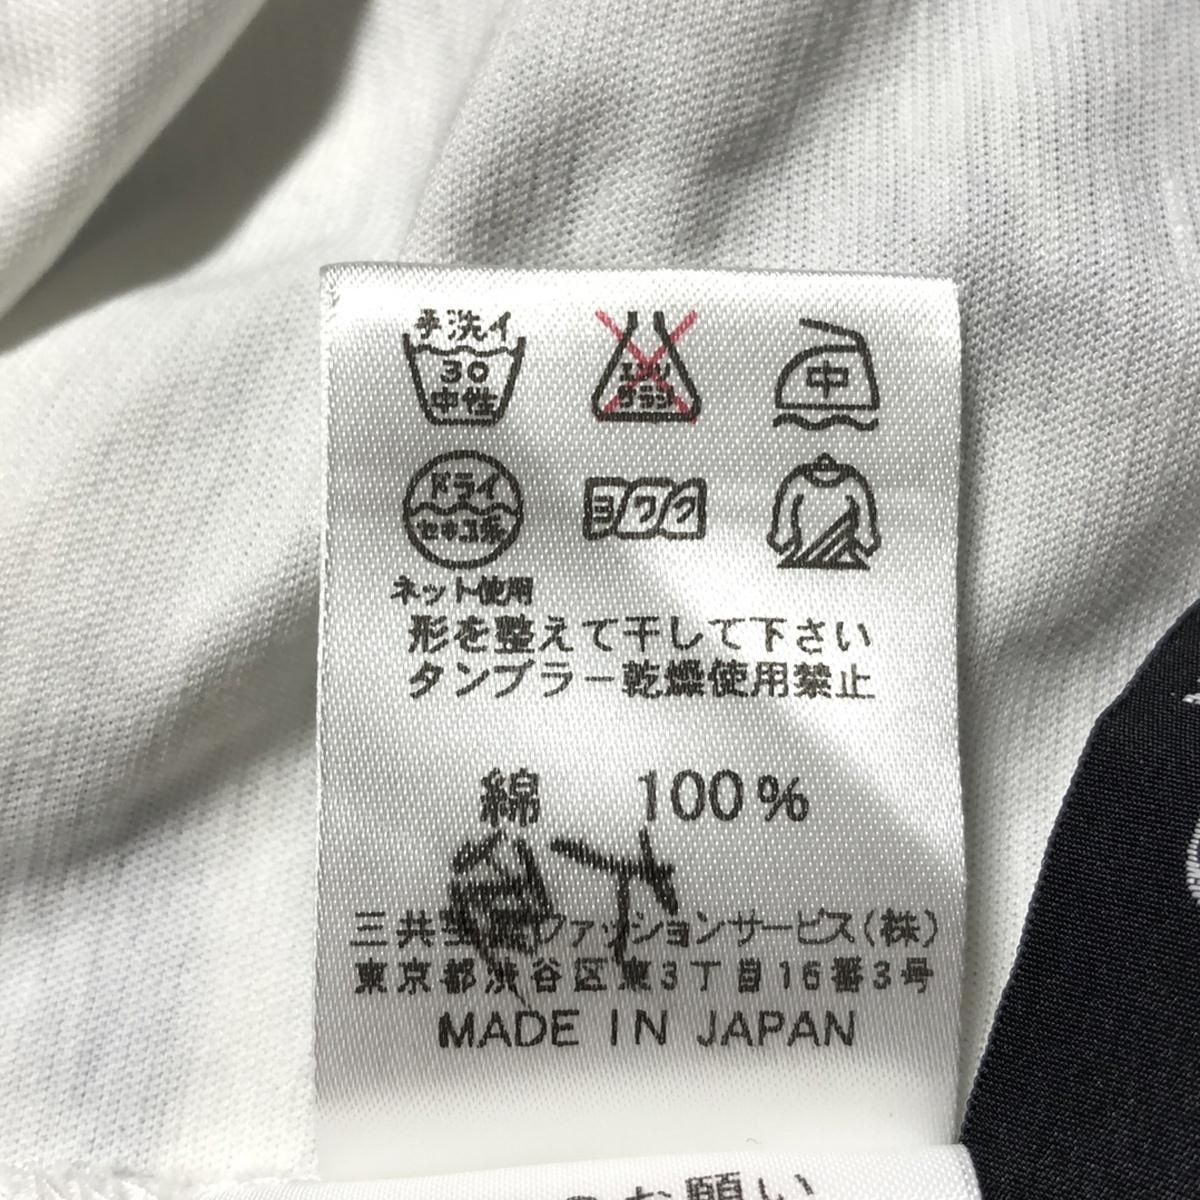 手洗イ
30
中性
エンソ
サラシ
中
ドライ
セキユ系
ヨワク
ネット使用
形を整えて干して下さい
タンブラー乾燥使用禁止
綿 100%
三共生興ファッションサービス(株)
東京都渋谷区東3丁目16番3号
MADE IN JAPAN
のお願い